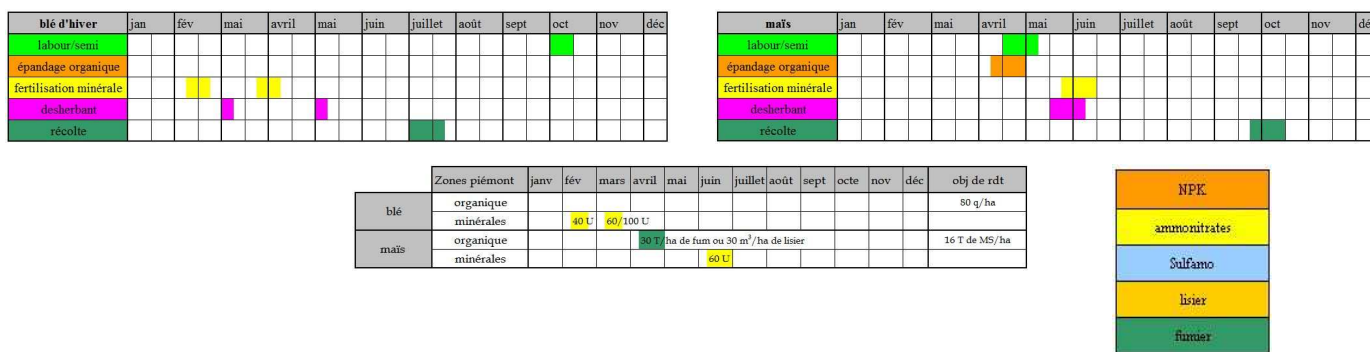 blé d'hiver jan fév mai avril mai juin juillet août sept oct nov déc
labour/semi
épandage organique
fertilisation minérale
desherbant
récolte
maïs jan fév mai avril mai juin juillet août sept oct nov dé
labour/semi
épandage organique
fertilisation minérale
desherbant
récolte
Zones piémont janv fév mars avril mai juin juillet août sept octe nov déc obj de rdt
blé organique 80 q/ha
minérales 40 U 60/100 U
maïs organique 30 T/ha de fum ou 30 m³/ha de lisier 16 T de MS/ha
minérales 60 U
NPK
ammonitrates
Sulfamo
lisier
fumier